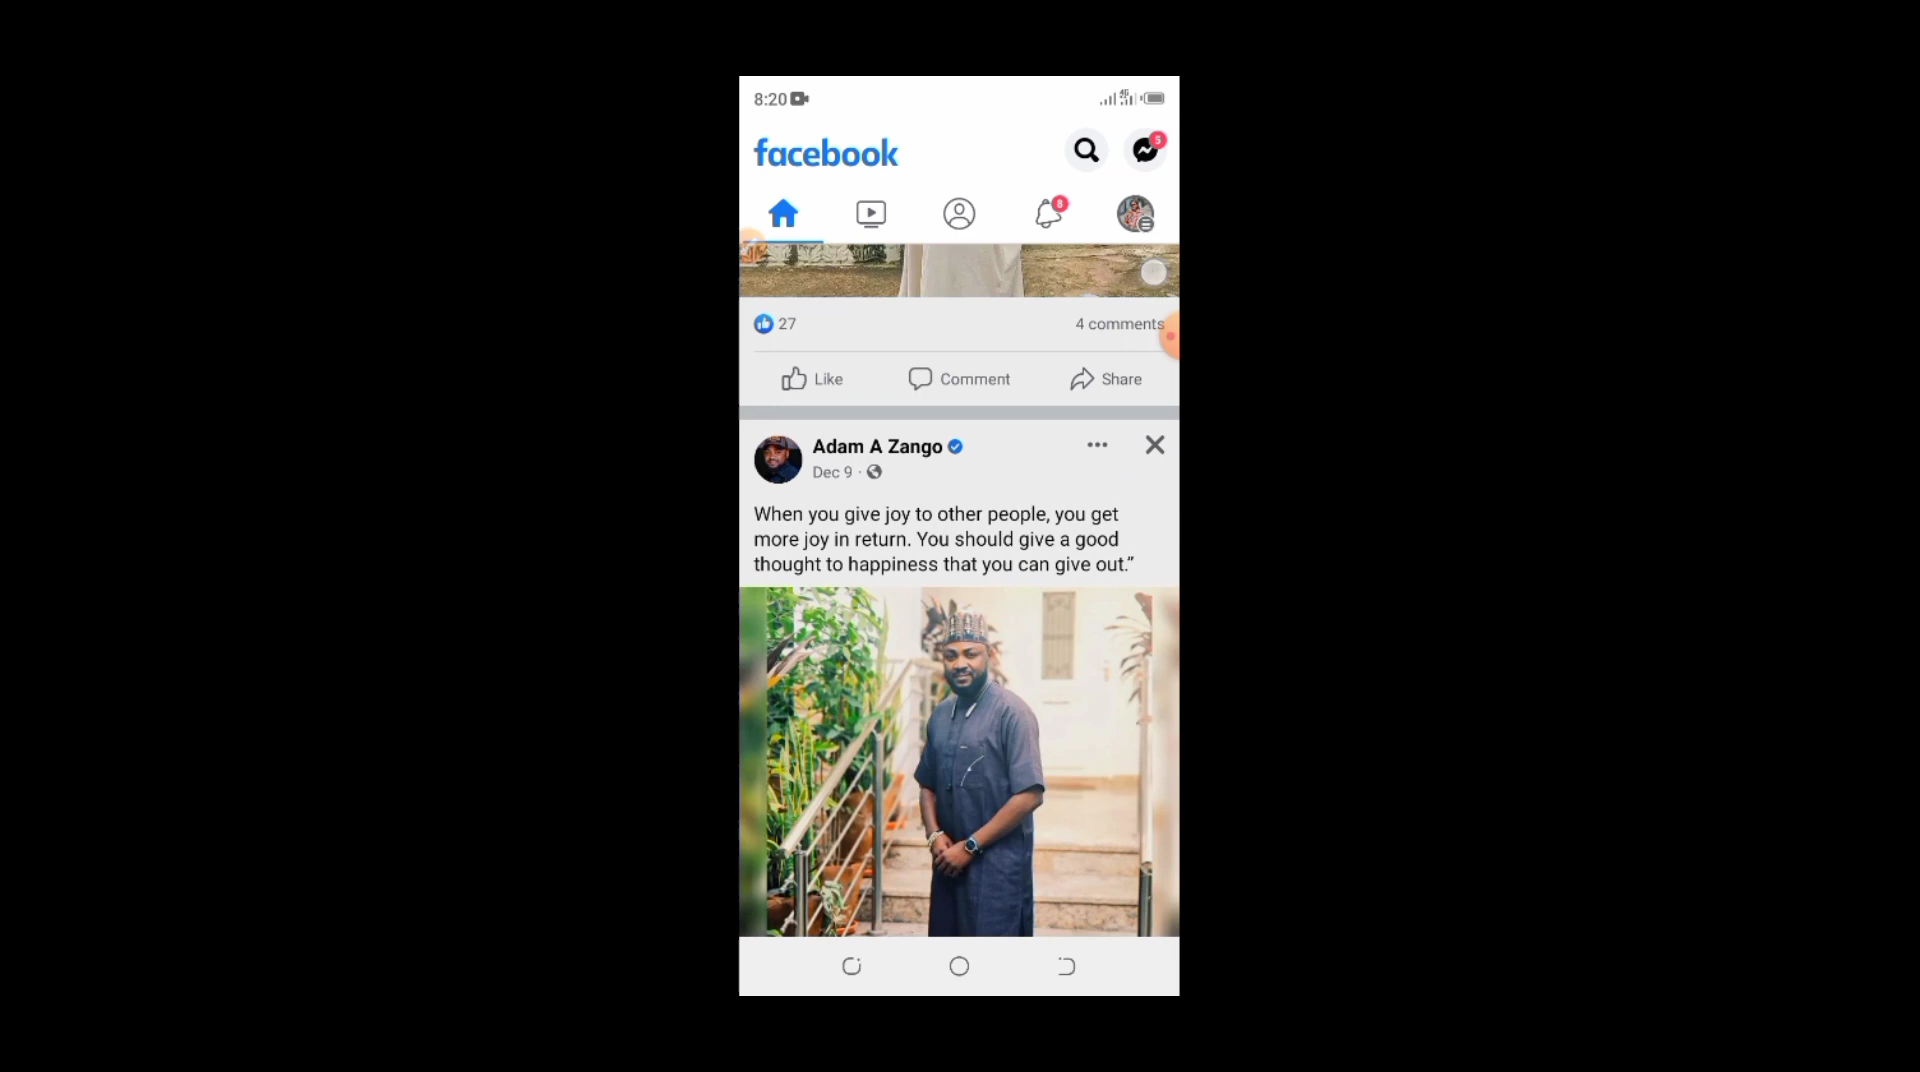 8:20
4G
facebook
5
8
27
4 comments
Like
Comment
Share
Adam A Zango
Dec 9 ·
When you give joy to other people, you get
more joy in return. You should give a good
thought to happiness that you can give out.”